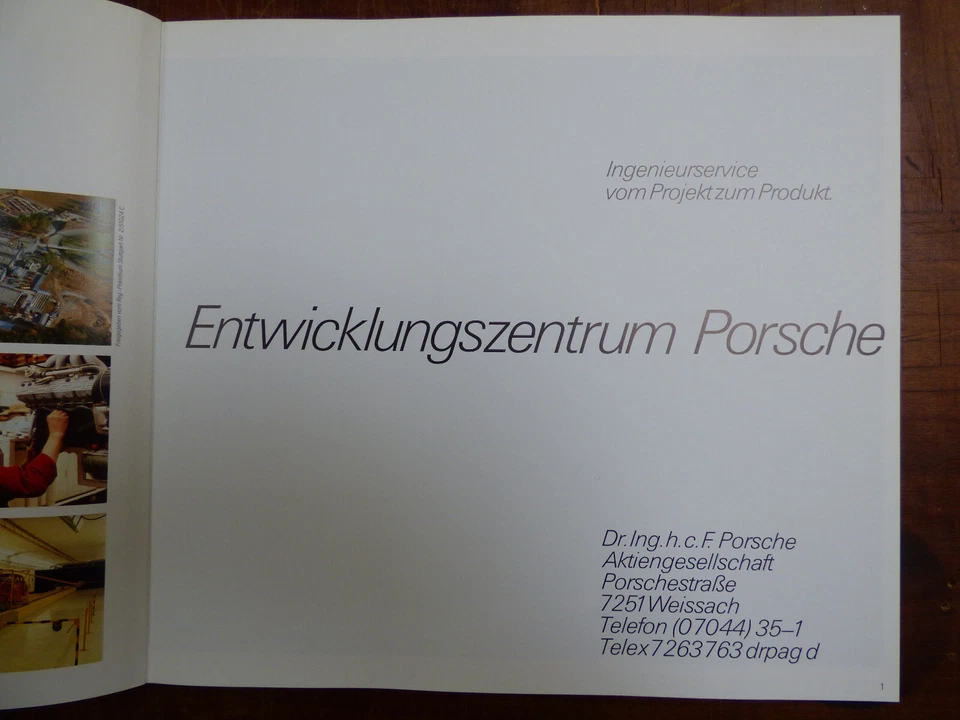 Ingenieurservice
vom Projekt zum Produkt.
Entwicklungszentrum Porsche
Dr. Ing. h. c. F. Porsche
Aktiengesellschaft
Porschestraße
7251 Weissach
Telefon (07044) 35–1
Telex 7263763 drpag d
1